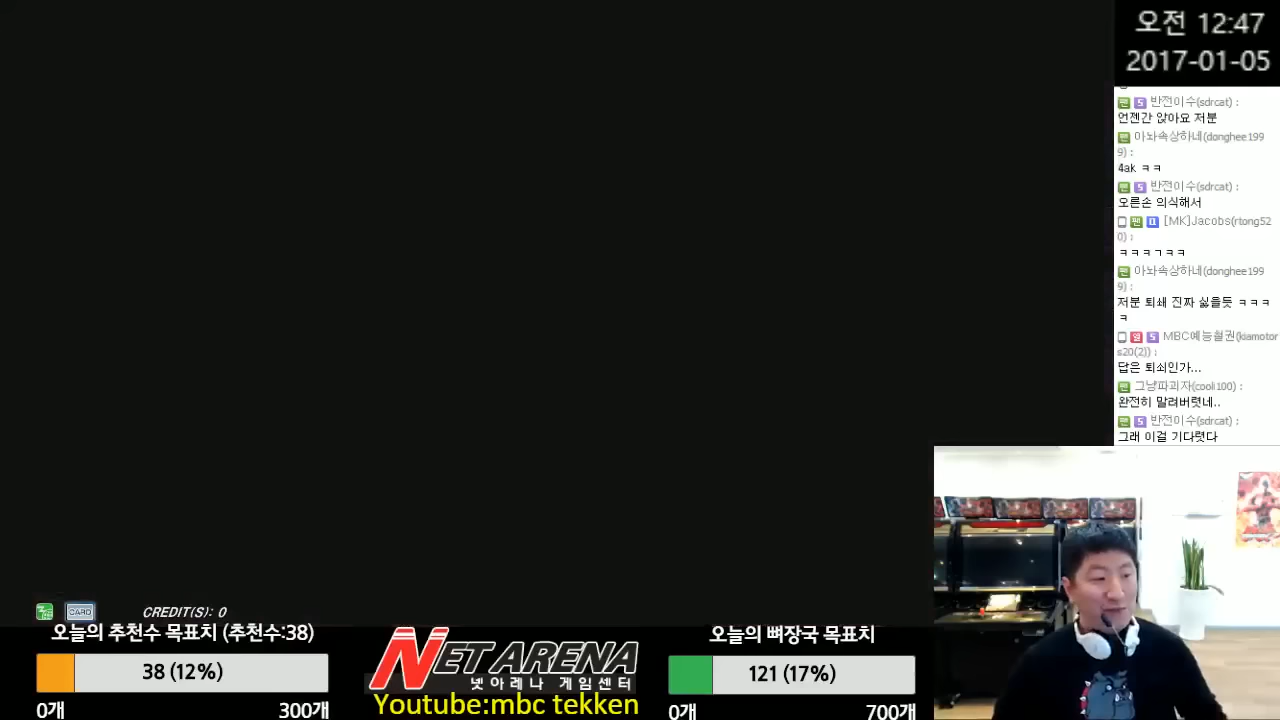 오전 12:47
2017-01-05
반전이수(sdrcat) :
언젠간 앉아요 저분
아놔속상하네(donghee199
9) :
4ak ㅋㅋ
반전이수(sdrcat) :
오른손 의식해서
[MK]Jacobs(rtong52
0) :
ㅋㅋㅋㄱㅋㅋ
아놔속상하네(donghee199
9) :
저분 퇴쇄 진짜 싫을듯 ㅋㅋㅋ
ㅋ
MBC예능철권(kiamotor
s20(2)) :
답은 퇴쇠인가...
그냥파괴자(cooli100) :
완전히 말려버렷네..
반전이수(sdrcat) :
그래 이걸 기다렷다
CARD
CREDIT(S): 0
오늘의 추천수 목표치 (추천수:38)
38 (12%)
0개
300개
NET ARENA
넷아레나 게임센터
Youtube:mbc tekken
오늘의 뼈장국 목표치
121 (17%)
0개
700개